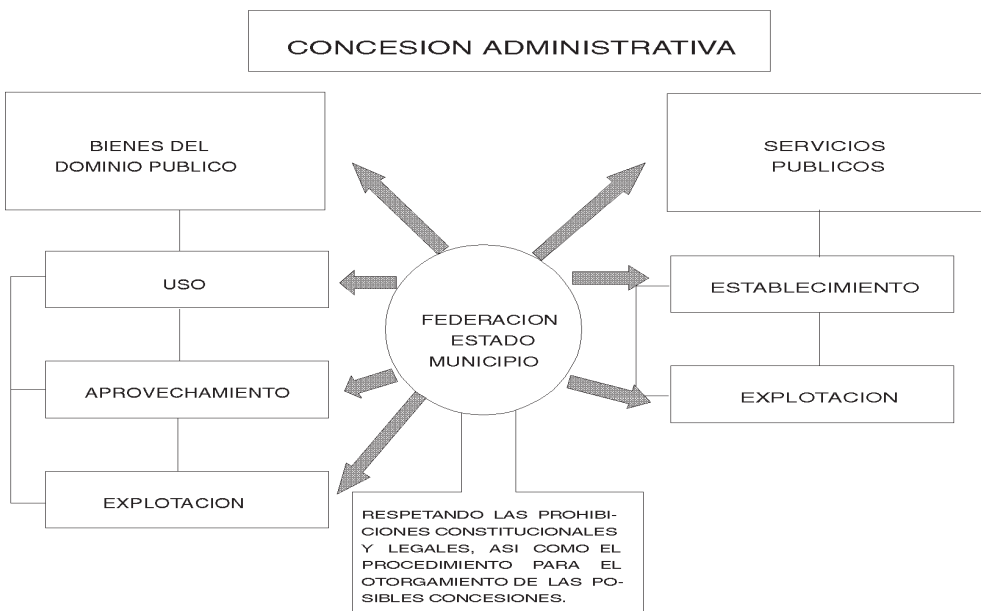 CONCESION ADMINISTRATIVA
BIENES DEL
DOMINIO PUBLICO
USO
APROVECHAMIENTO
EXPLOTACION
FEDERACION
ESTADO
MUNICIPIO
RESPETANDO LAS PROHIBI-
CIONES CONSTITUCIONALES
Y LEGALES, ASI COMO EL
PROCEDIMIENTO PARA EL
OTORGAMIENTO DE LAS PO-
SIBLES CONCESIONES.
SERVICIOS
PUBLICOS
ESTABLECIMIENTO
EXPLOTACION